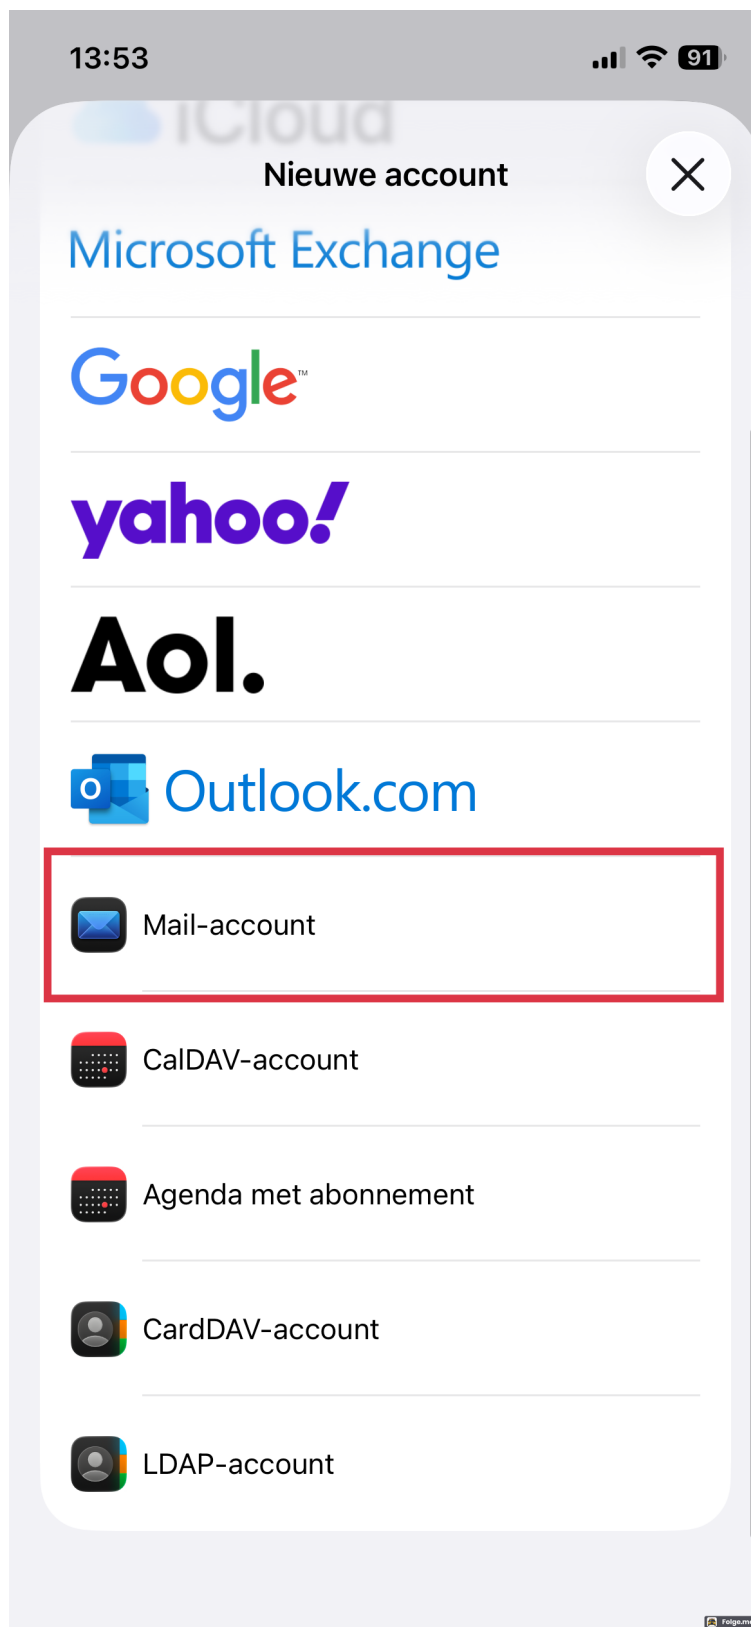 13:53
91
iCloud
Nieuwe account
Microsoft Exchange
Google™
yahoo!
Aol.
O Outlook.com
Mail-account
CalDAV-account
Agenda met abonnement
CardDAV-account
LDAP-account